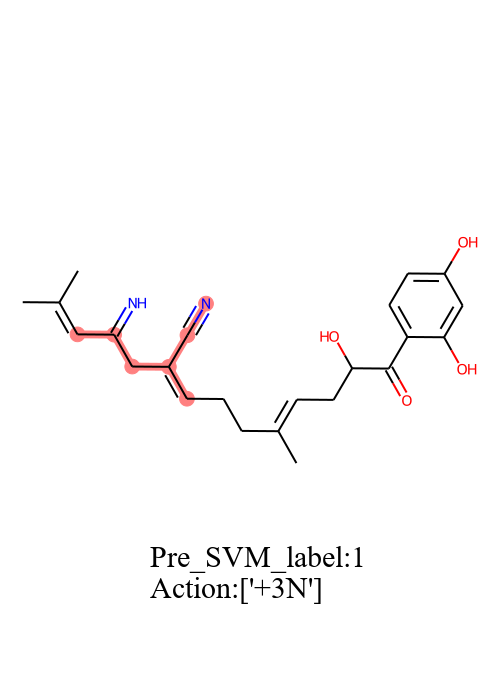 OH
NH
N
HO
OH
O
Pre_SVM_label:1
Action:['+3N']